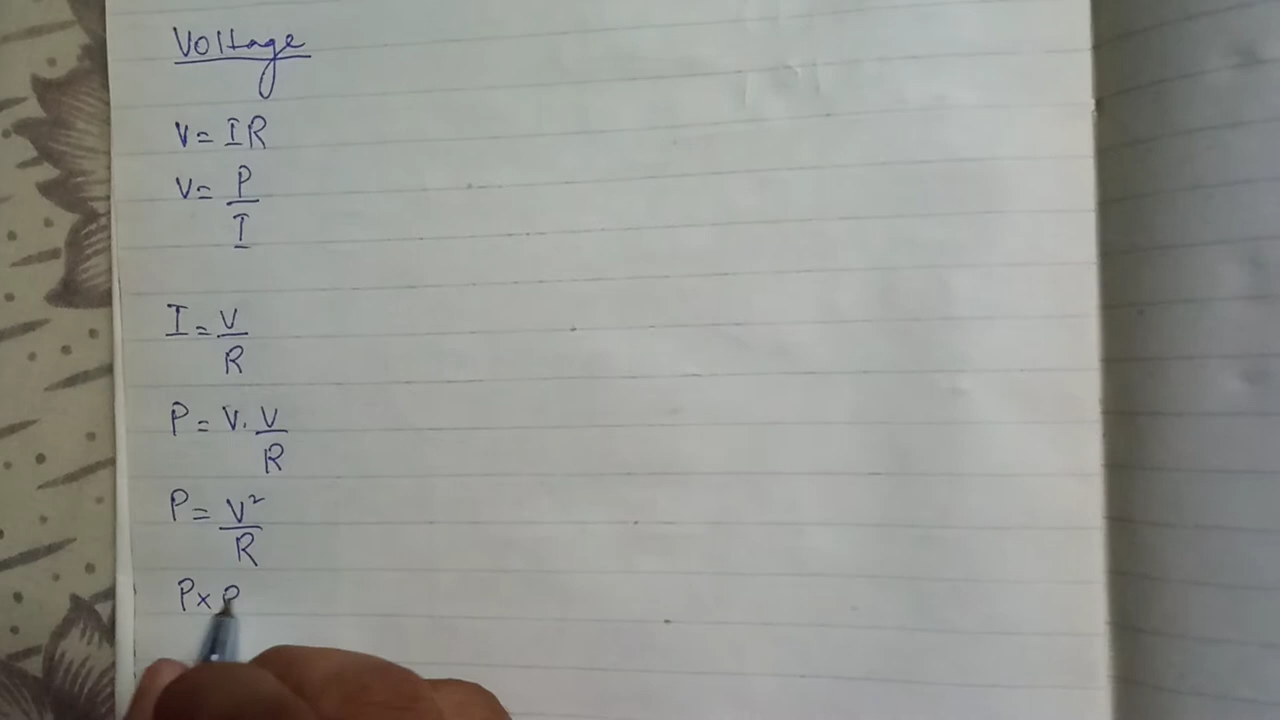 Voltage
V = IR
V = P/I
I = V/R
P = V. V/R
P = V²/R
P x